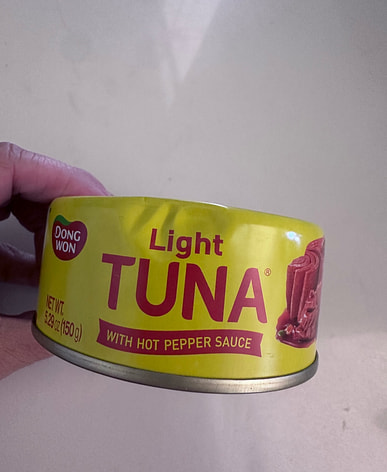 DONG
WON
Light
TUNA®
WITH HOT PEPPER SAUCE
NET WT.
5.29 oz (150 g)